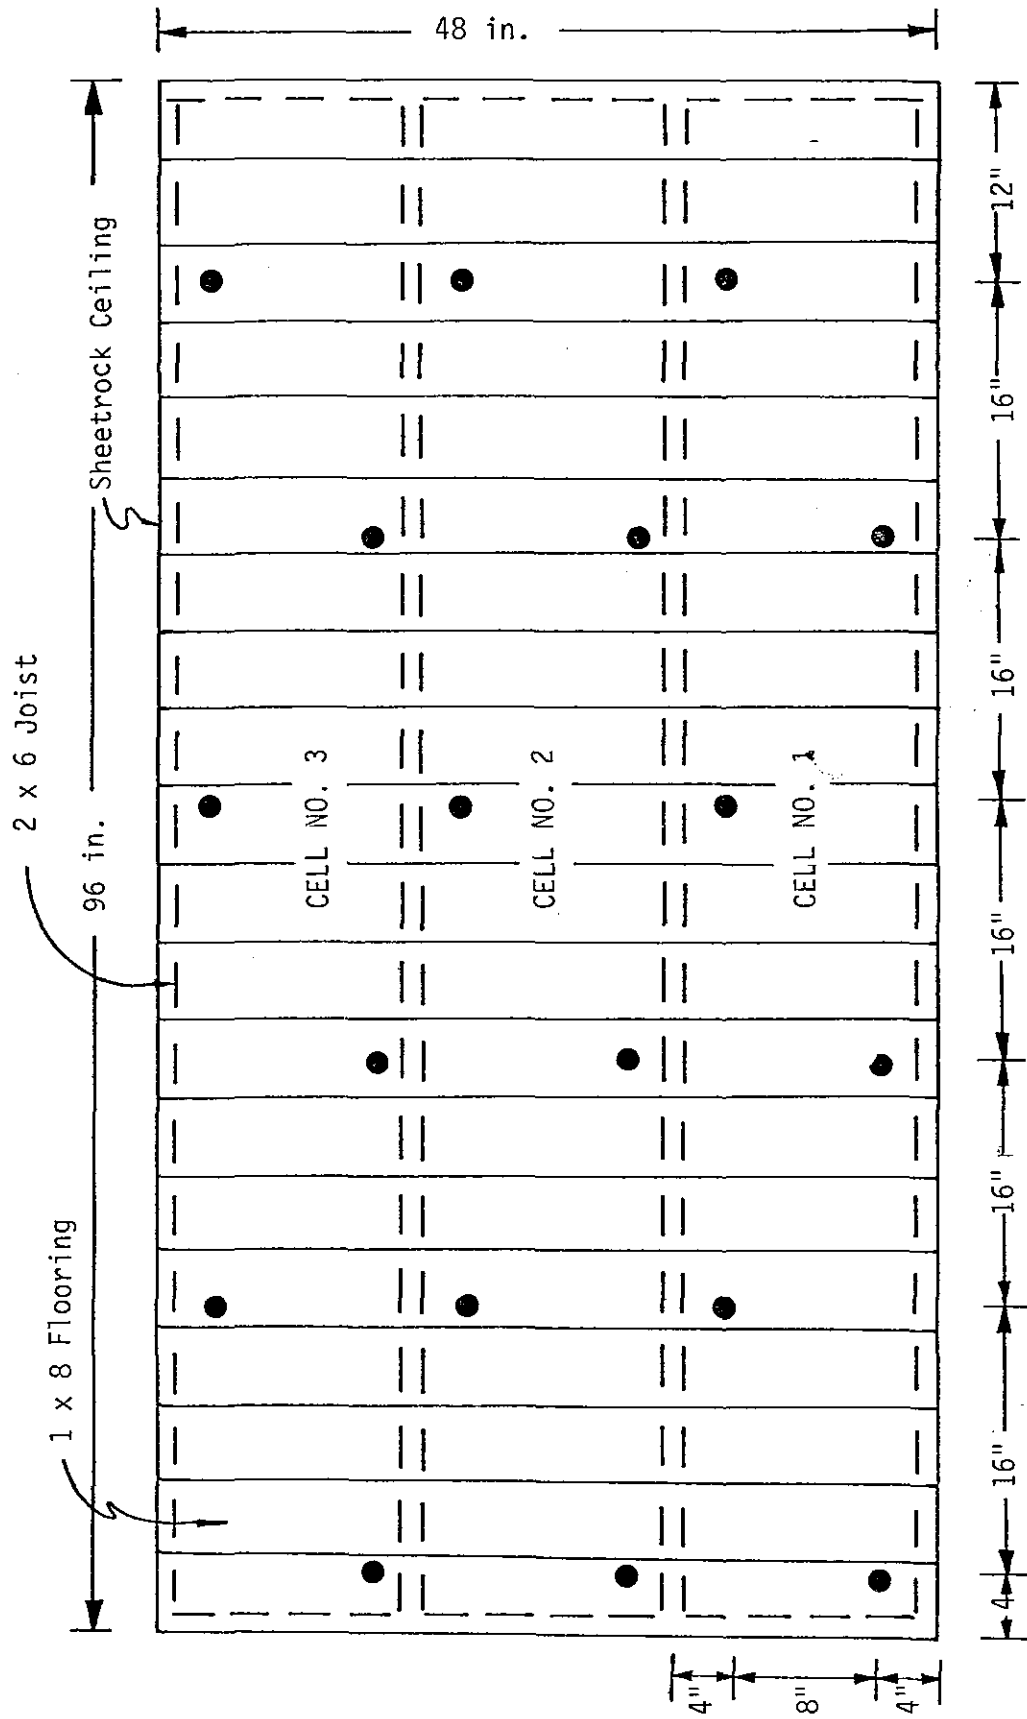 48 in.
96 in.
Sheetrock Ceiling
2 x 6 Joist
1 x 8 Flooring
CELL NO. 3
CELL NO. 2
CELL NO. 1
4"
8"
4"
4"
16"
16"
16"
16"
16"
12"